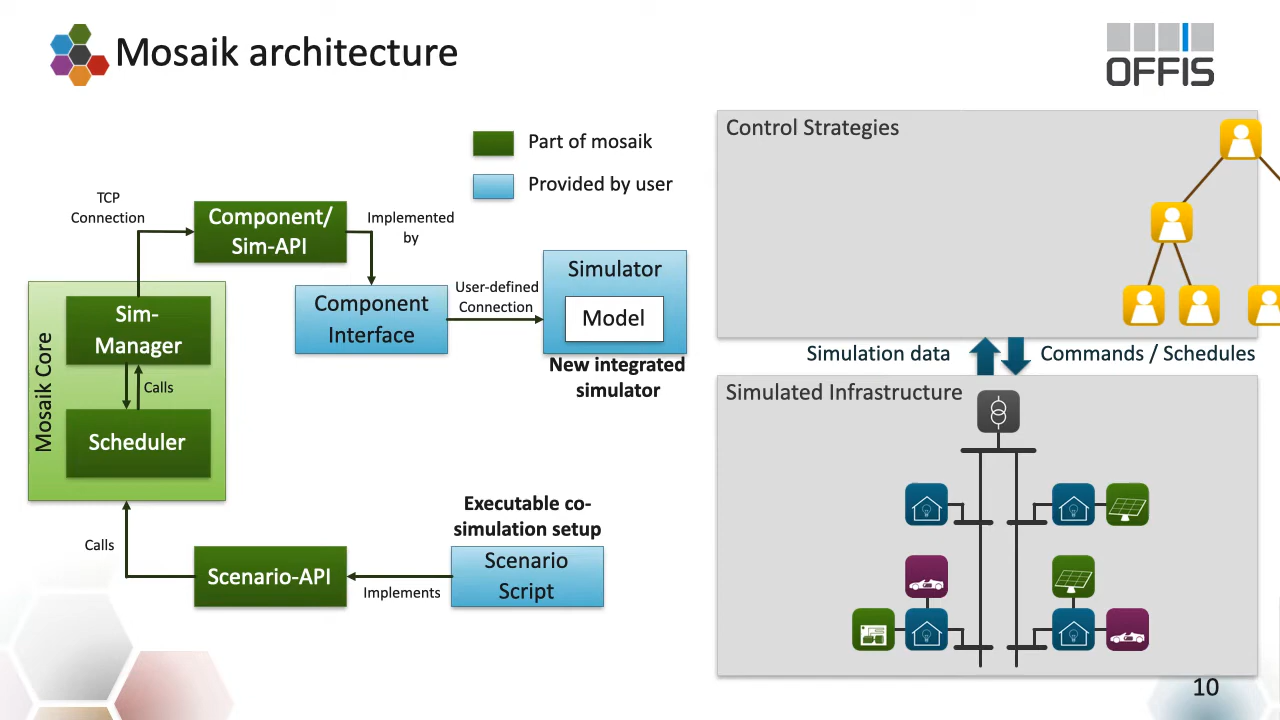 Mosaik architecture
OFFIS
Part of mosaik
Provided by user
TCP
Connection
Component/
Sim-API
Implemented
by
Component
Interface
User-defined
Connection
Simulator
Model
New integrated
simulator
Mosaik Core
Sim-
Manager
Calls
Scheduler
Calls
Scenario-API
Implements
Executable co-
simulation setup
Scenario
Script
Control Strategies
Simulation data
Commands / Schedules
Simulated Infrastructure
10